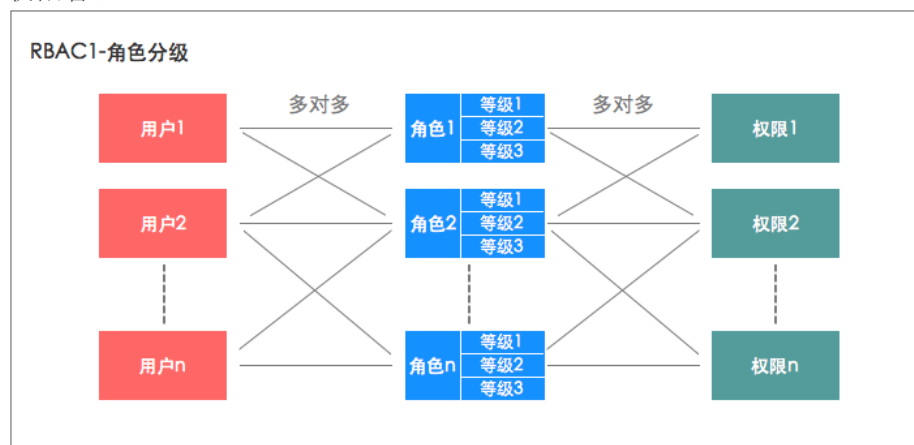 RBAC1-角色分级
多对多
多对多
用户1
角色1
等级1
等级2
等级3
权限1
用户2
角色2
等级1
等级2
等级3
权限2
用户n
角色n
等级1
等级2
等级3
权限n